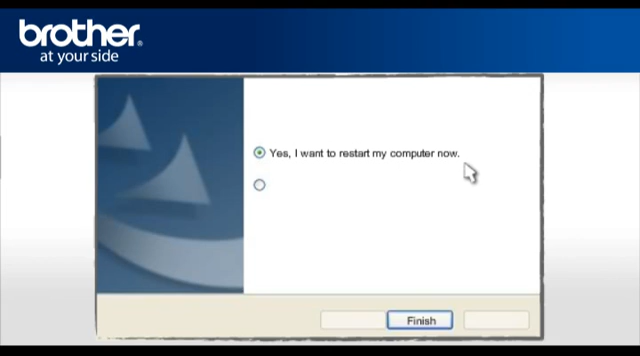 brother®
at your side
Yes, I want to restart my computer now.
Finish